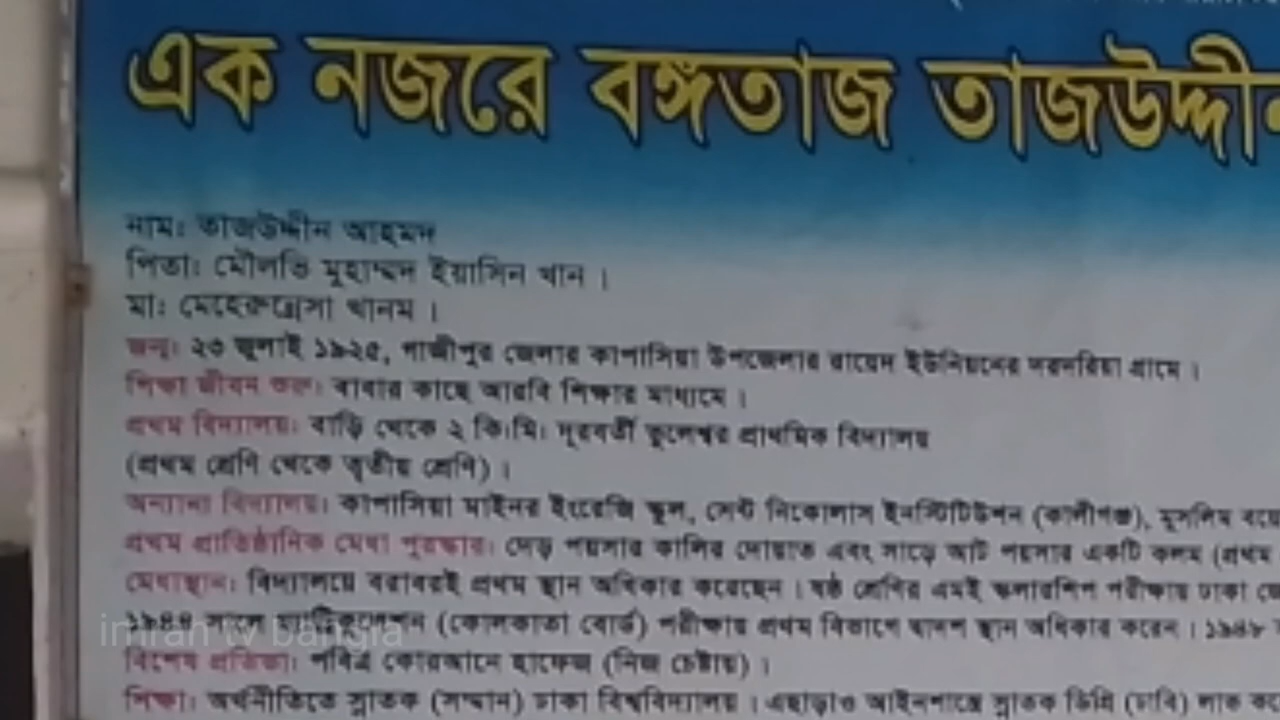 এক নজরে বঙ্গতাজ তাজউদ্দীন
নাম: তাজউদ্দীন আহমদ
পিতা: মৌলভি মুহাম্মদ ইয়াসিন খান ।
মা: মেহেরুন্নেসা খানম ।
জন্ম: ২৩ জুলাই ১৯২৫, গাজীপুর জেলার কাপাসিয়া উপজেলার রায়েদ ইউনিয়নের দরদরিয়া গ্রামে ।
শিক্ষা জীবন শুরু: বাবার কাছে আরবি শিক্ষার মাধ্যমে ।
প্রথম বিদ্যালয়: বাড়ি থেকে ২ কি:মি: দূরবর্তী ভুলেশ্বর প্রাথমিক বিদ্যালয়
(প্রথম শ্রেণি থেকে তৃতীয় শ্রেণি) ।
অন্যান্য বিদ্যালয়: কাপাসিয়া মাইনর ইংরেজি স্কুল, সেন্ট নিকোলাস ইনস্টিটিউশন (কালীগঞ্জ), মুসলিম বয়ে
প্রথম প্রাতিষ্ঠানিক মেধা পুরস্কার: দেড় পয়সার কালির দোয়াত এবং সাড়ে আট পয়সার একটি কলম (প্রথম
মেধাস্থান: বিদ্যালয়ে বরাবরই প্রথম স্থান অধিকার করেছেন । ষষ্ঠ শ্রেণির এমই স্কলারশিপ পরীক্ষায় ঢাকা জে
১৯৪৪ সালে ম্যাট্রিকুলেশন (কোলকাতা বোর্ড) পরীক্ষায় প্রথম বিভাগে দ্বাদশ স্থান অধিকার করেন । ১৯৪৮
imran tv bangla
বিশেষ প্রতিভা: পবিত্র কোরআনে হাফেজ (নিজ চেষ্টায়) ।
শিক্ষা: অর্থনীতিতে স্নাতক (সম্মান) ঢাকা বিশ্ববিদ্যালয় । এছাড়াও আইনশাস্ত্রে স্নাতক ডিগ্রি (ঢাবি) লাভ করে